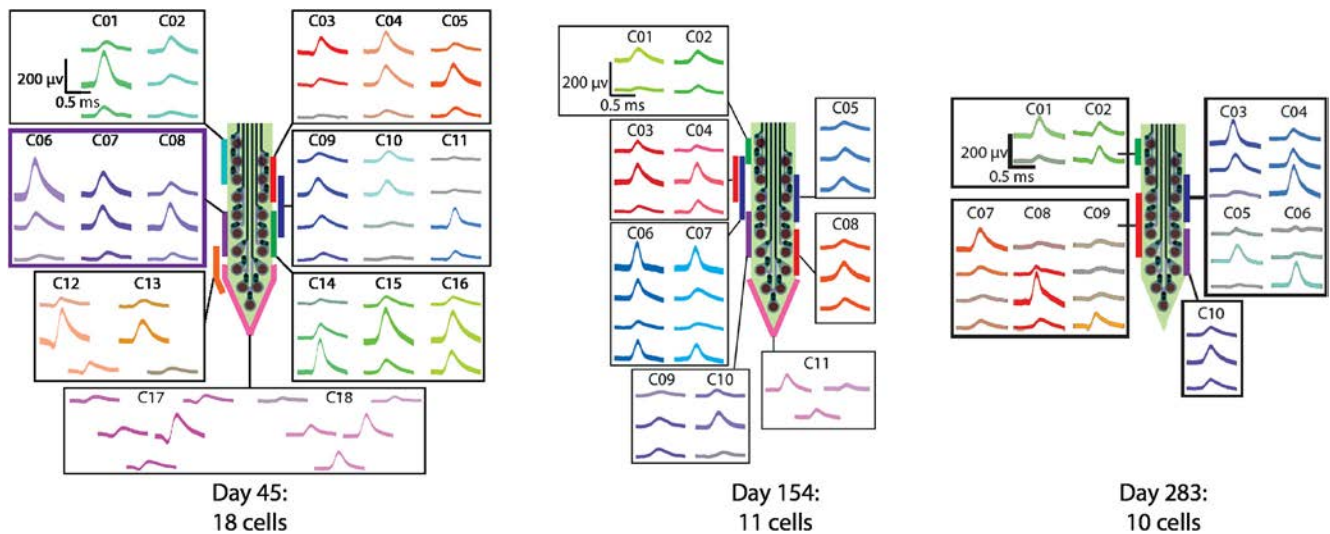 C01 C02
200 μv
0.5 ms
C03 C04 C05
C06 C07 C08
C09 C10 C11
C12 C13
C14 C15 C16
C17 C18
Day 45:
18 cells
C01 C02
200 μv
0.5 ms
C03 C04
C05
C06 C07
C08
C09 C10
C11
Day 154:
11 cells
C01 C02
200 μv
0.5 ms
C03 C04
C05 C06
C07 C08 C09
C10
Day 283:
10 cells